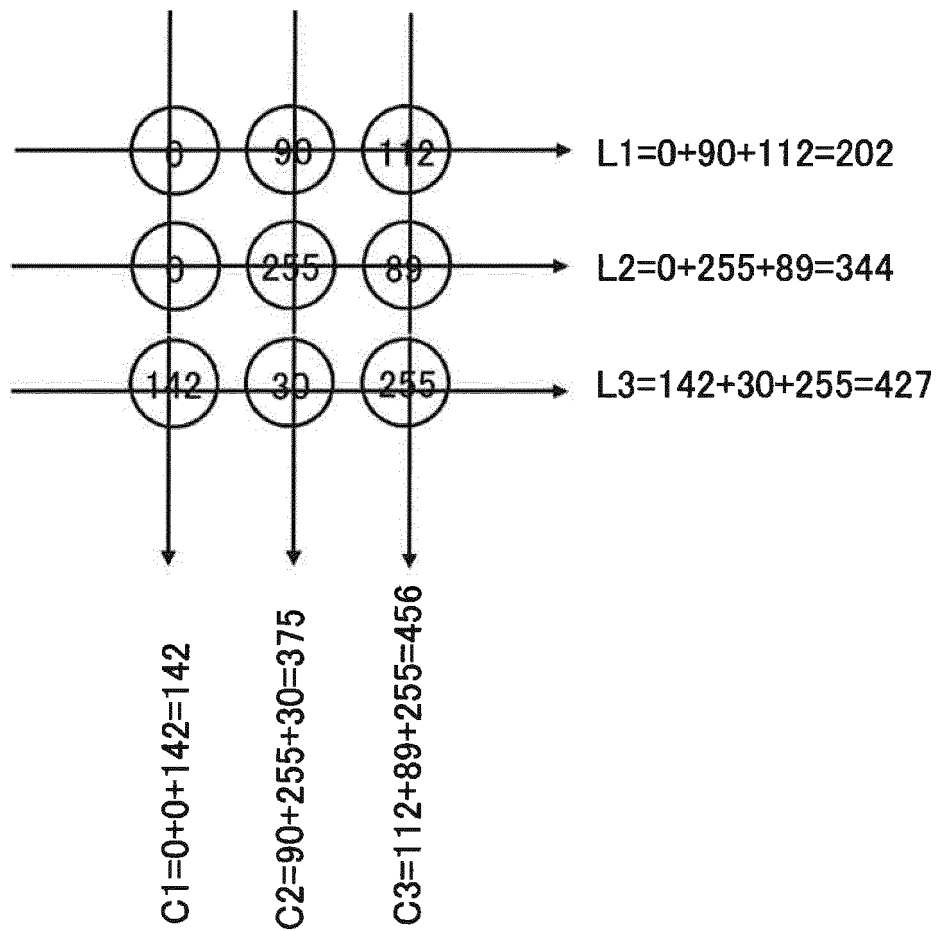 0 90 112 L1=0+90+112=202
0 255 89 L2=0+255+89=344
142 30 255 L3=142+30+255=427
C1=0+0+142=142
C2=90+255+30=375
C3=112+89+255=456